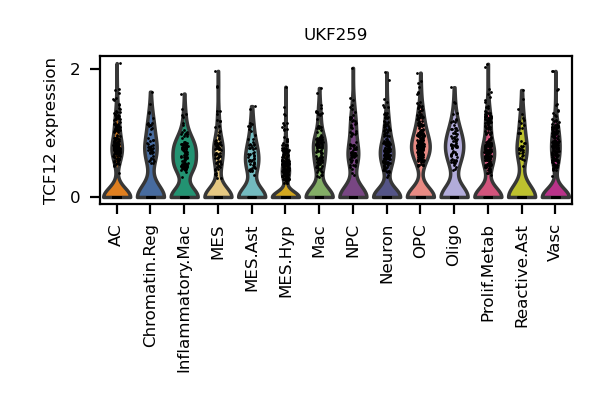 UKF259
TCF12 expression
2
0
AC
Chromatin.Reg
Inflammatory.Mac
MES
MES.Ast
MES.Hyp
Mac
NPC
Neuron
OPC
Oligo
Prolif.Metab
Reactive.Ast
Vasc